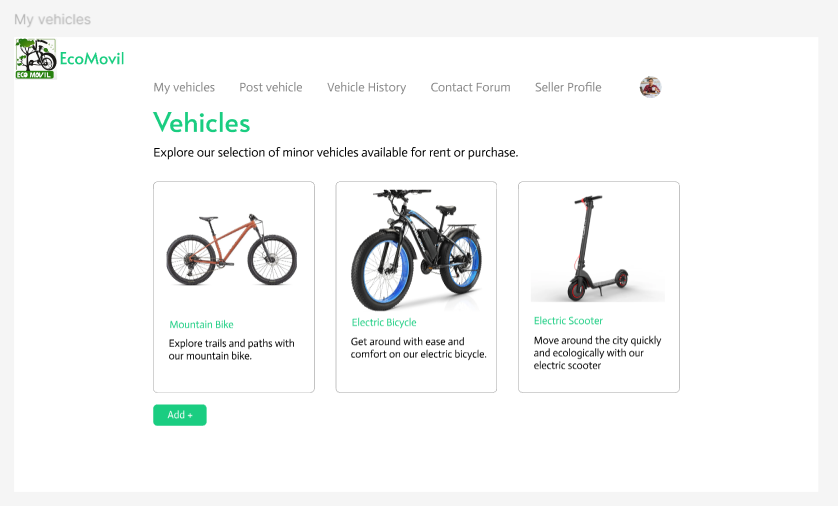 My vehicles
ECO MOVIL
EcoMovil
My vehicles Post vehicle Vehicle History Contact Forum Seller Profile
Vehicles
Explore our selection of minor vehicles available for rent or purchase.
Mountain Bike
Explore trails and paths with
our mountain bike.
Electric Bicycle
Get around with ease and
comfort on our electric bicycle.
Electric Scooter
Move around the city quickly
and ecologically with our
electric scooter
Add +